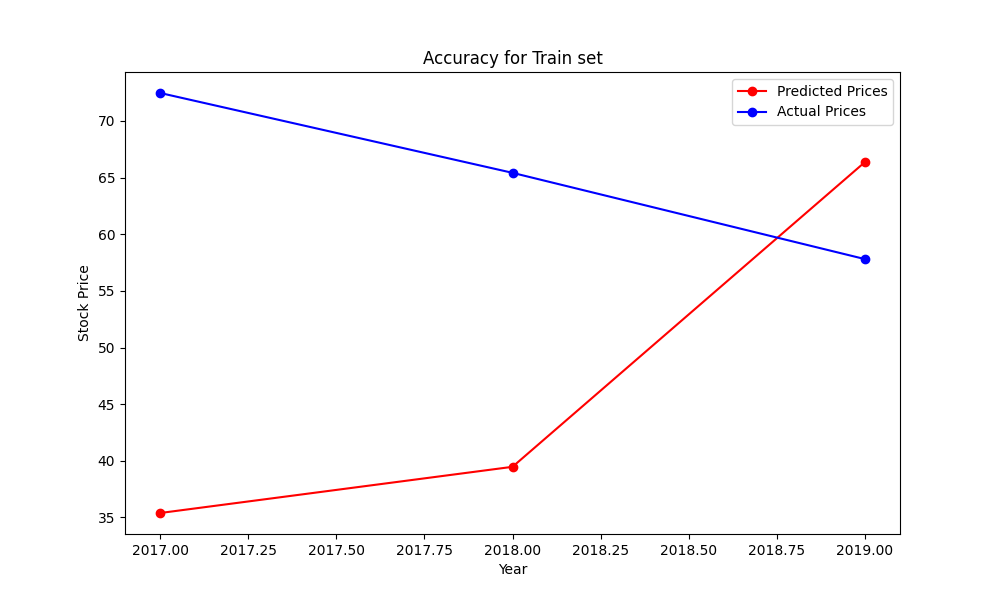 Accuracy for Train set
Predicted Prices
Actual Prices
Stock Price
70
65
60
55
50
45
40
35
2017.00 2017.25 2017.50 2017.75 2018.00 2018.25 2018.50 2018.75 2019.00
Year